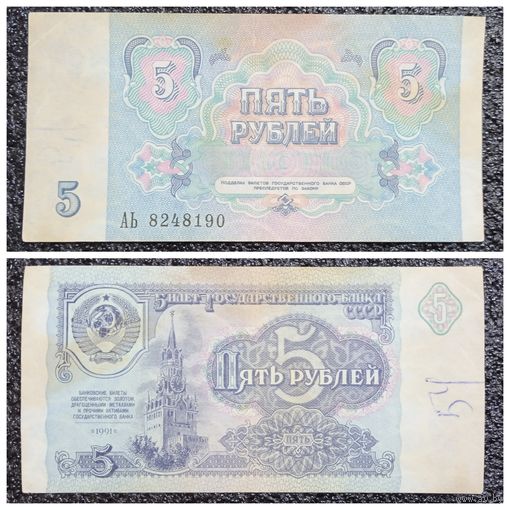 5 5
ПЯТЬ
РУБЛЕЙ
ПОДДЕЛКА БИЛЕТОВ ГОСУДАРСТВЕННОГО БАНКА СССР
ПРЕСЛЕДУЕТСЯ ПО ЗАКОНУ
5
АЬ 8248190
БИЛЕТ ГОСУДАРСТВЕННОГО БАНКА
СССР
5
5
ПЯТЬ РУБЛЕЙ
БАНКОВСКИЕ БИЛЕТЫ
ОБЕСПЕЧИВАЮТСЯ ЗОЛОТОМ,
ДРАГОЦЕННЫМИ МЕТАЛЛАМИ
И ПРОЧИМИ АКТИВАМИ
ГОСУДАРСТВЕННОГО БАНКА
1991
ПЯТЬ
5